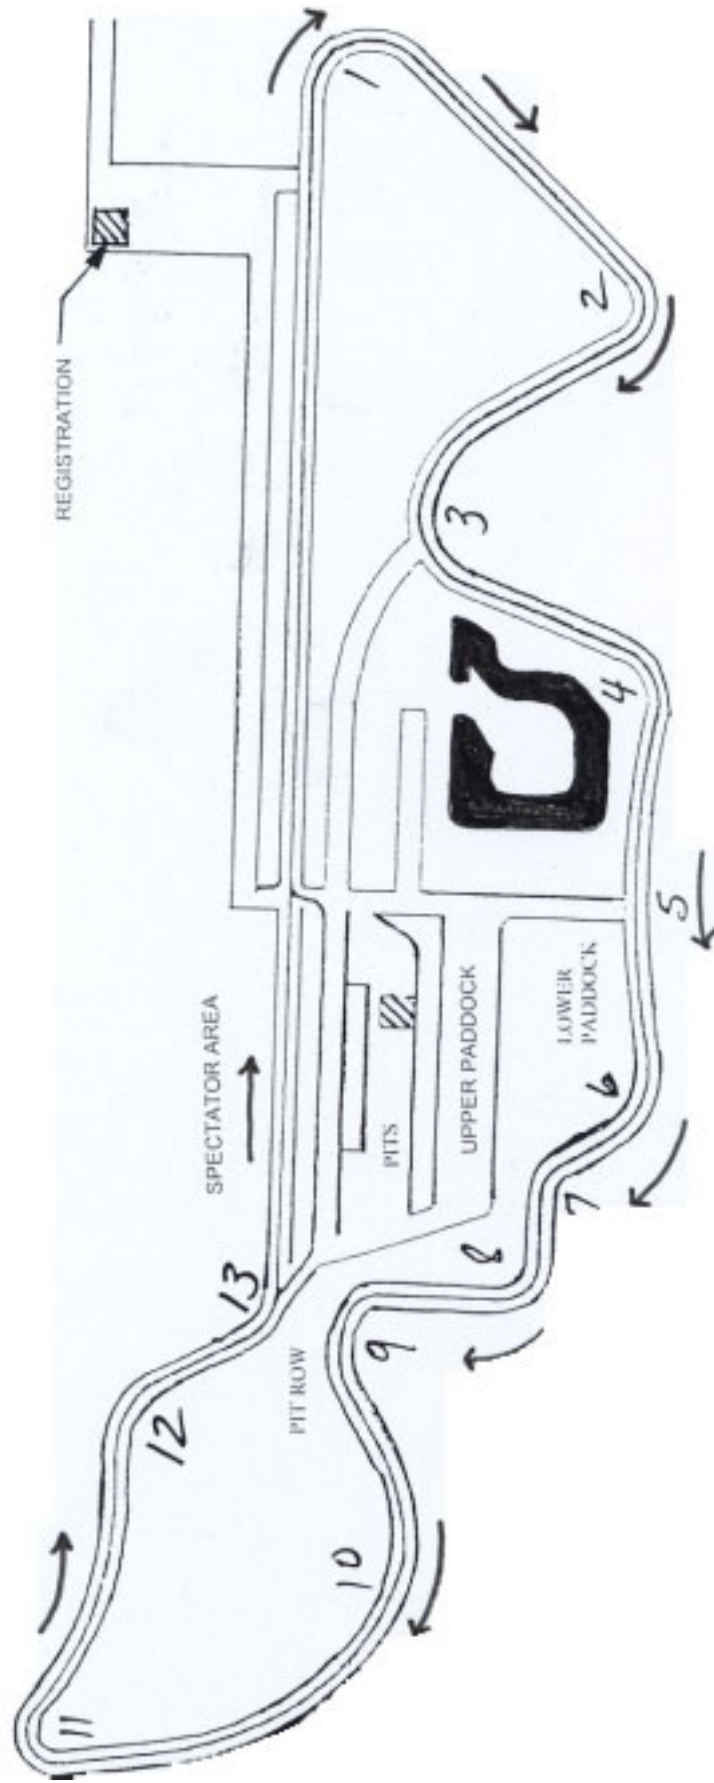 1
2
REGISTRATION
3
4
5
SPECTATOR AREA
LOWER
PADDOCK
UPPER PADDOCK
PITS
6
7
8
13
9
PIT ROW
12
10
11